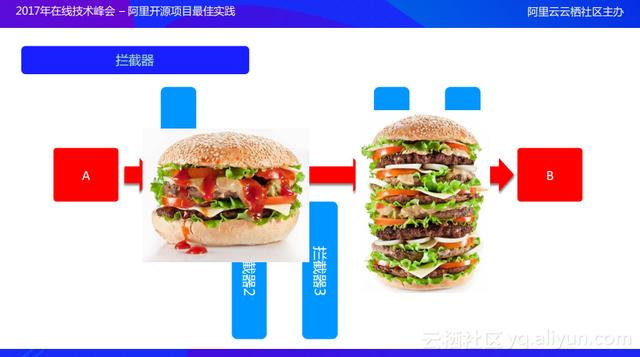 2017年在线技术峰会 – 阿里开源项目最佳实践
阿里云云栖社区主办
拦截器
A
B
截器2
拦截器3
云栖社区 yq.aliyun.com